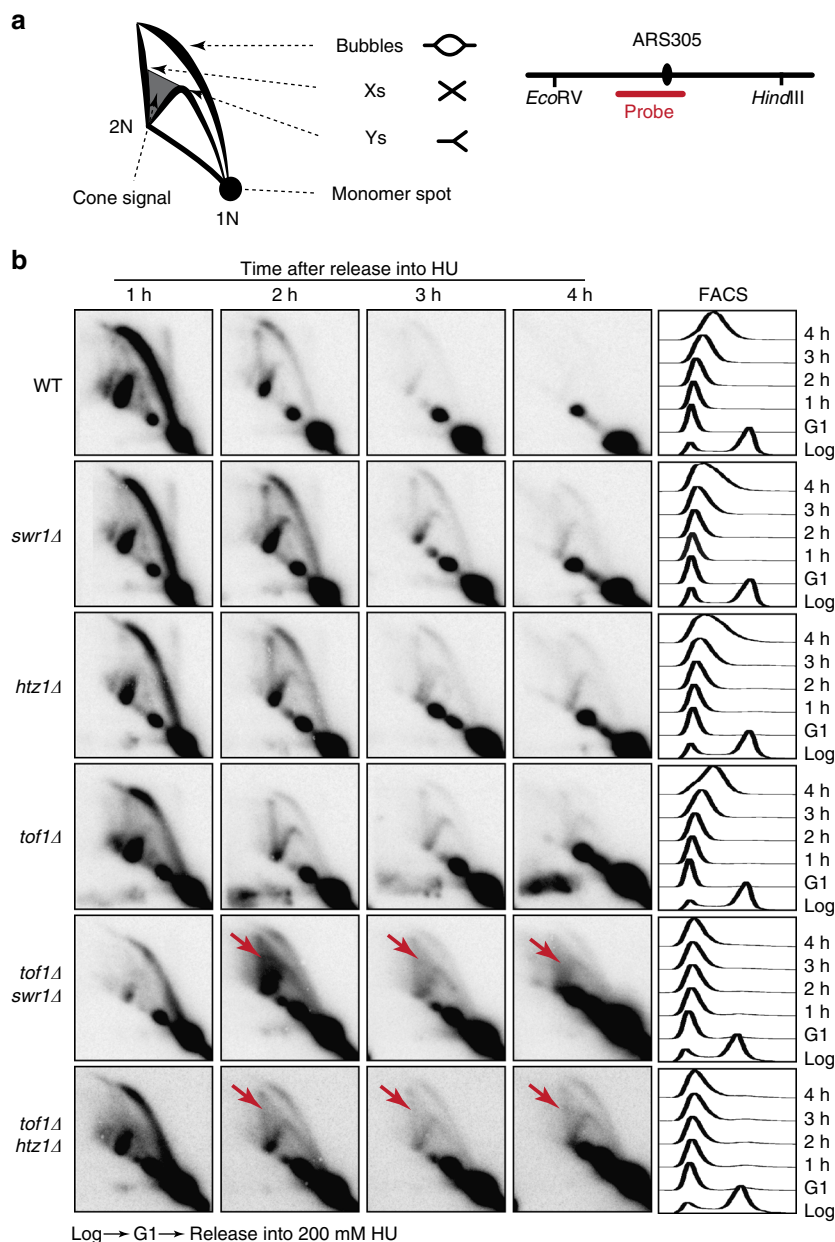 a
Bubbles
Xs
Ys
2N
Cone signal
Monomer spot
1N
ARS305
EcoRV
HindIII
Probe
b
Time after release into HU
1 h 2 h 3 h 4 h FACS
WT
4 h
3 h
2 h
1 h
G1
Log
swr1Δ
4 h
3 h
2 h
1 h
G1
Log
htz1Δ
4 h
3 h
2 h
1 h
G1
Log
tof1Δ
4 h
3 h
2 h
1 h
G1
Log
tof1Δ
swr1Δ
4 h
3 h
2 h
1 h
G1
Log
tof1Δ
htz1Δ
4 h
3 h
2 h
1 h
G1
Log
Log → G1 → Release into 200 mM HU